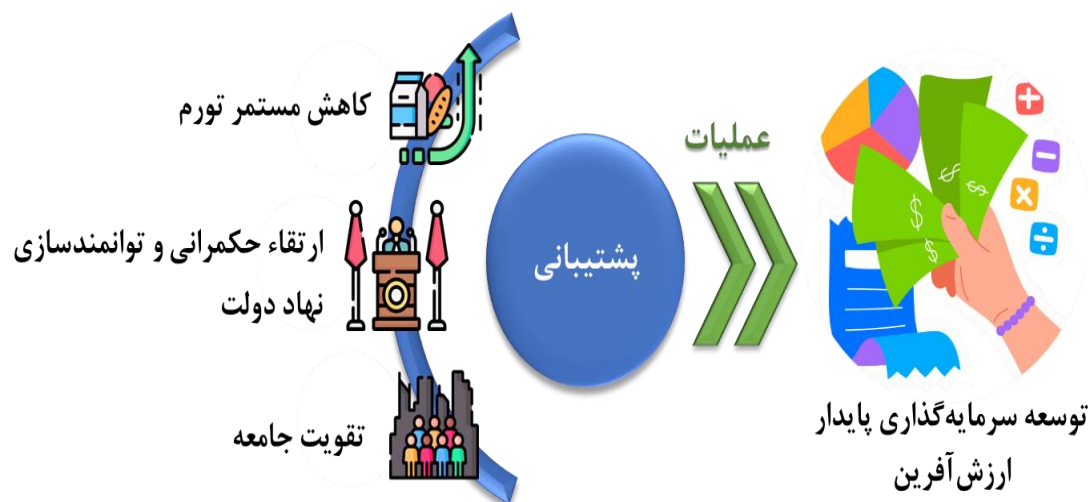 کاهش مستمر تورم
ارتقاء حکمرانی و توانمندسازی
نهاد دولت
تقویت جامعه
پشتیبانی
عملیات
توسعه سرمایه‌گذاری پایدار
ارزش‌آفرین